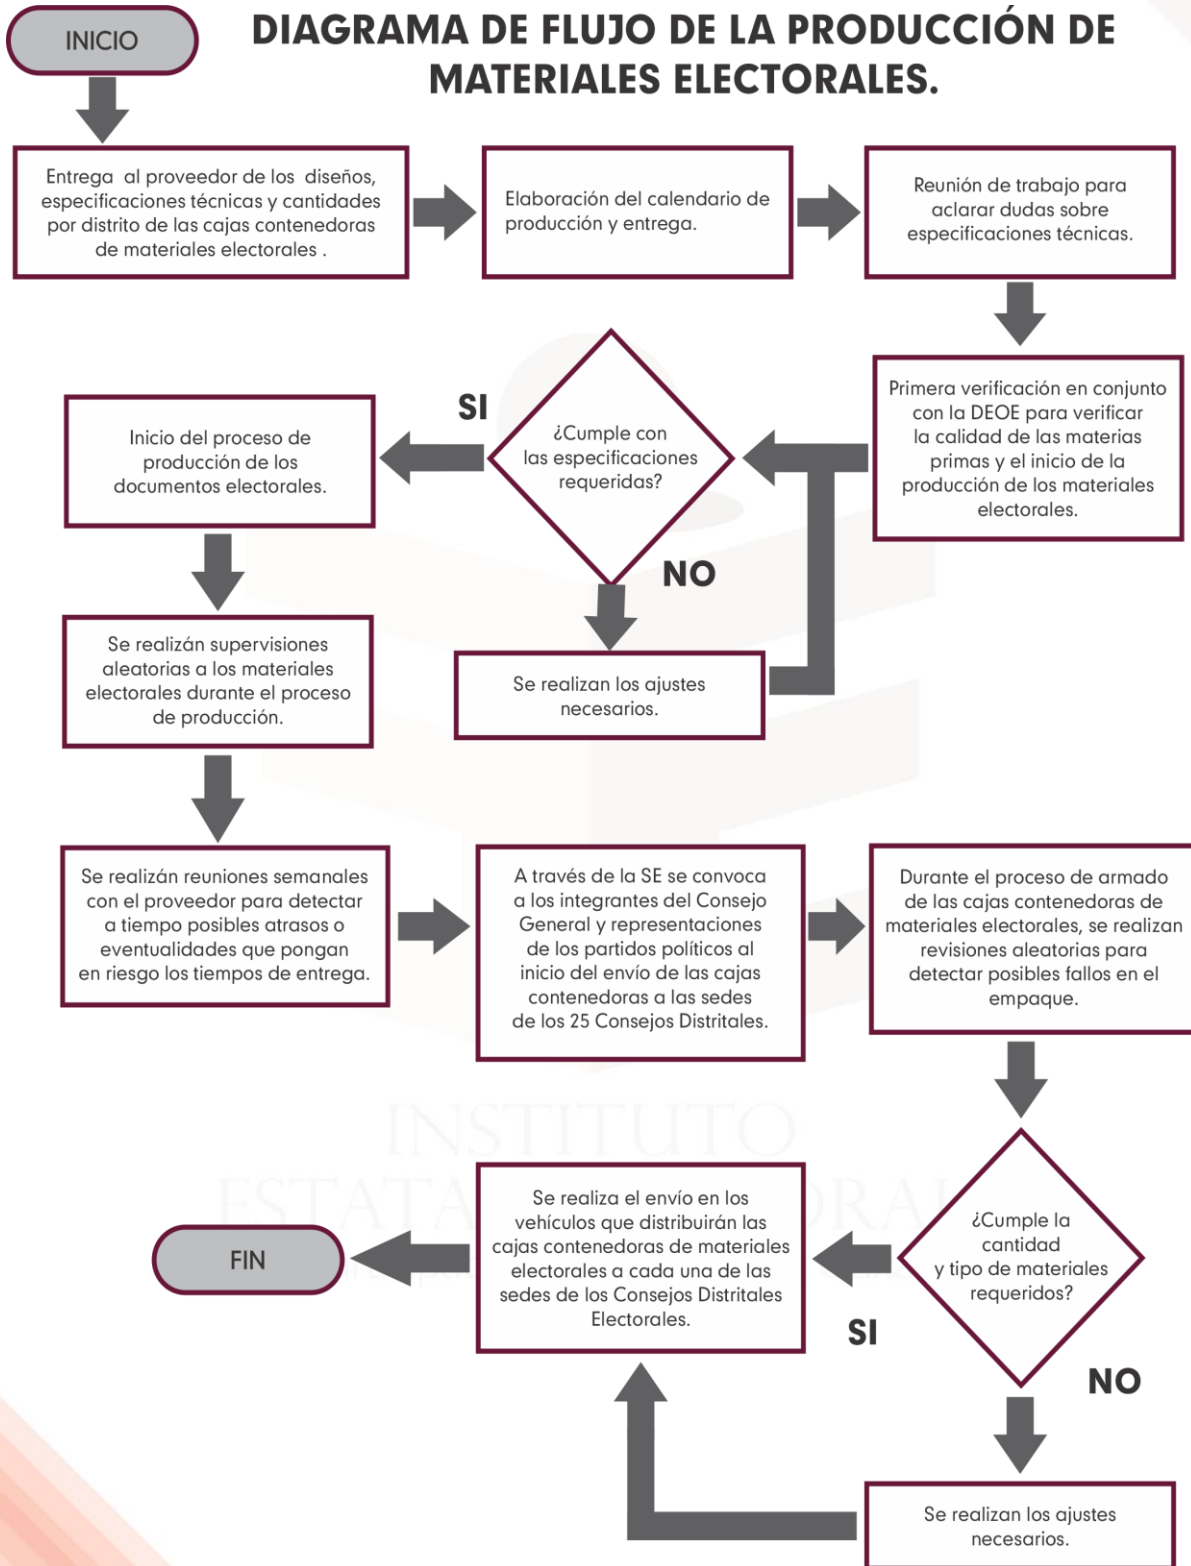 INICIO
DIAGRAMA DE FLUJO DE LA PRODUCCIÓN DE
MATERIALES ELECTORALES.
Entrega al proveedor de los diseños,
especificaciones técnicas y cantidades
por distrito de las cajas contenedoras
de materiales electorales .
Elaboración del calendario de
producción y entrega.
Reunión de trabajo para
aclarar dudas sobre
especificaciones técnicas.
Primera verificación en conjunto
con la DEOE para verificar
la calidad de las materias
primas y el inicio de la
producción de los materiales
electorales.
¿Cumple con
las especificaciones
requeridas?
SI
NO
Inicio del proceso de
producción de los
documentos electorales.
Se realizan los ajustes
necesarios.
Se realizán supervisiones
aleatorias a los materiales
electorales durante el proceso
de producción.
Se realizán reuniones semanales
con el proveedor para detectar
a tiempo posibles atrasos o
eventualidades que pongan
en riesgo los tiempos de entrega.
A través de la SE se convoca
a los integrantes del Consejo
General y representaciones
de los partidos políticos al
inicio del envío de las cajas
contenedoras a las sedes
de los 25 Consejos Distritales.
Durante el proceso de armado
de las cajas contenedoras de
materiales electorales, se realizan
revisiones aleatorias para
detectar posibles fallos en el
empaque.
¿Cumple la
cantidad
y tipo de materiales
requeridos?
SI
NO
Se realiza el envío en los
vehículos que distribuirán las
cajas contenedoras de materiales
electorales a cada una de las
sedes de los Consejos Distritales
Electorales.
FIN
Se realizan los ajustes
necesarios.
INSTITUTO